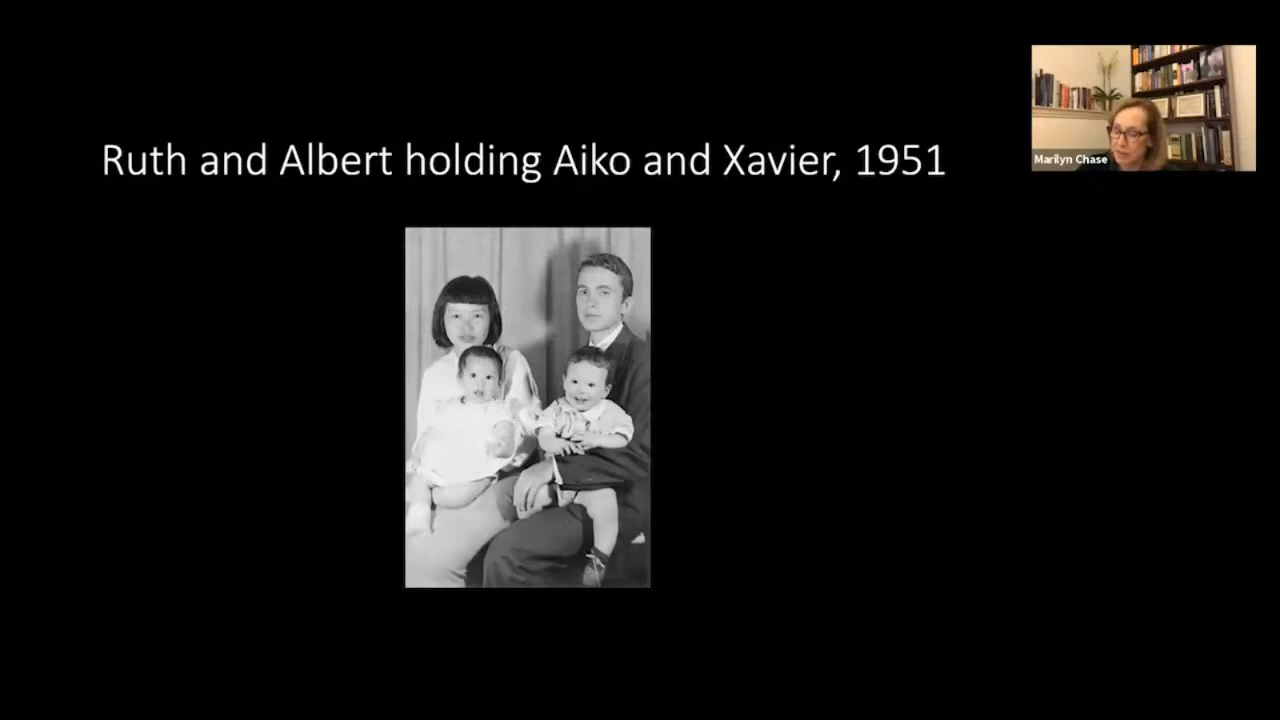 Ruth and Albert holding Aiko and Xavier, 1951
Marilyn Chase